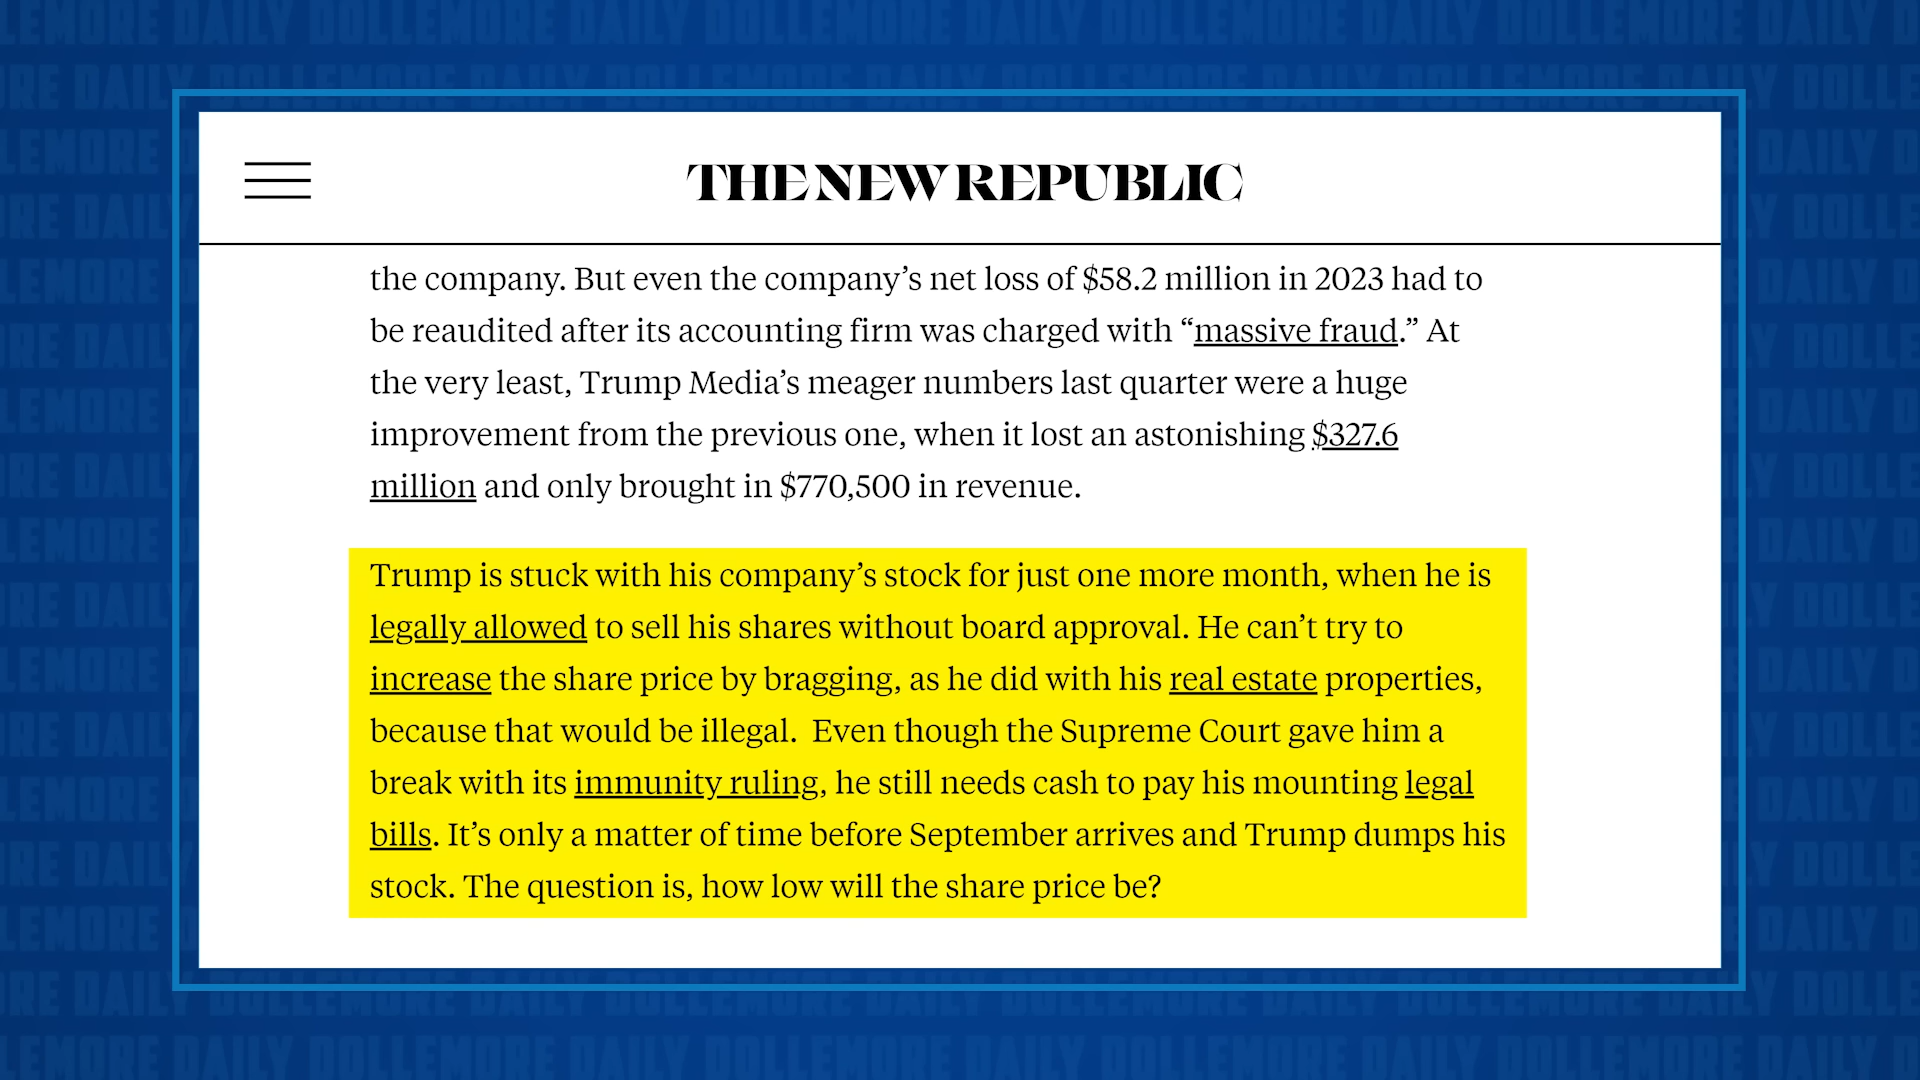 DOLLEMORE DAILY DOLLEMORE DAILY DOLLEMORE DAILY DOLLEMORE DAILY
THE NEW REPUBLIC
the company. But even the company’s net loss of $58.2 million in 2023 had to
be reaudited after its accounting firm was charged with “massive fraud.” At
the very least, Trump Media’s meager numbers last quarter were a huge
improvement from the previous one, when it lost an astonishing $327.6
million and only brought in $770,500 in revenue.
Trump is stuck with his company’s stock for just one more month, when he is
legally allowed to sell his shares without board approval. He can’t try to
increase the share price by bragging, as he did with his real estate properties,
because that would be illegal.  Even though the Supreme Court gave him a
break with its immunity ruling, he still needs cash to pay his mounting legal
bills. It’s only a matter of time before September arrives and Trump dumps his
stock. The question is, how low will the share price be?